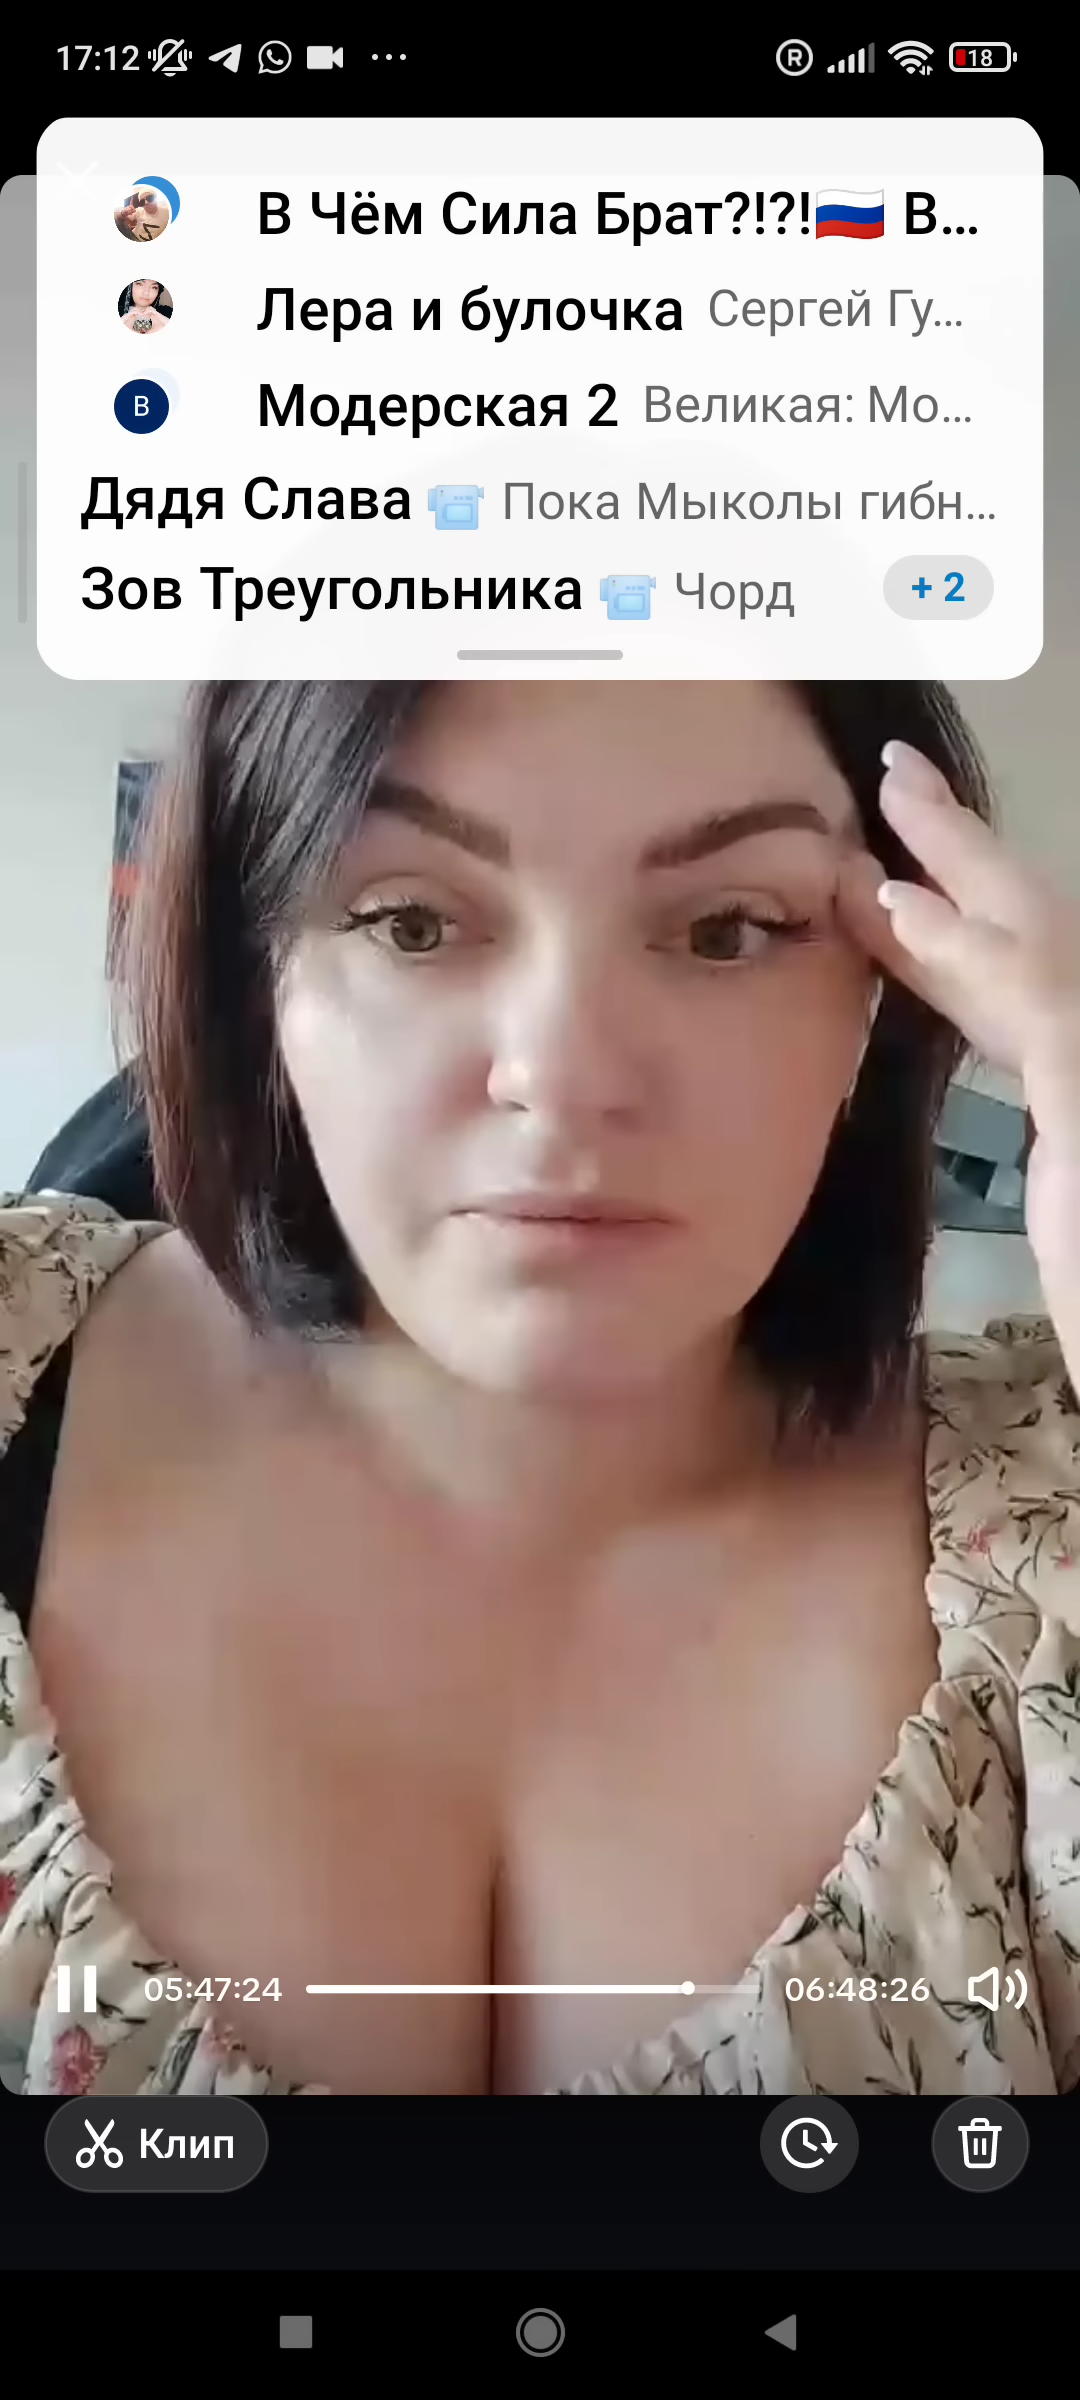 17:12 ... R 18
В Чём Сила Брат?!?!🇷🇺 В...
Лера и булочка Сергей Гу...
В Модерская 2 Великая: Мо...
Дядя Слава Пока Мыколы гибн...
Зов Треугольника Чорд + 2
05:47:24 06:48:26
Клип